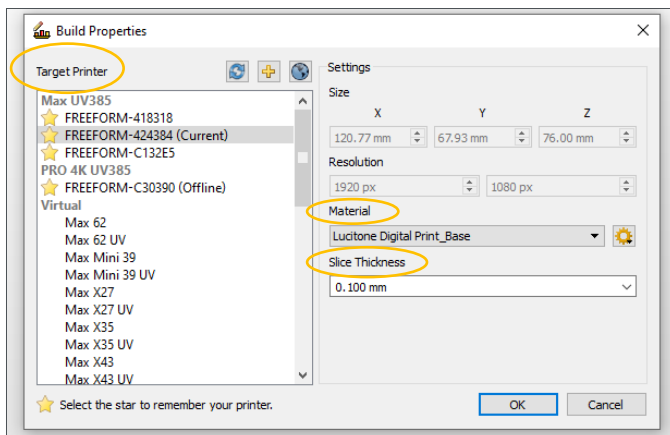 Build Properties
Target Printer
Max UV385
FREEFORM-418318
FREEFORM-424384 (Current)
FREEFORM-C132E5
PRO 4K UV385
FREEFORM-C30390 (Offline)
Virtual
Max 62
Max 62 UV
Max Mini 39
Max Mini 39 UV
Max X27
Max X27 UV
Max X35
Max X35 UV
Max X43
Max X43 UV
Select the star to remember your printer.
Settings
Size
X Y Z
120.77 mm 67.93 mm 76.00 mm
Resolution
1920 px 1080 px
Material
Lucitone Digital Print_Base
Slice Thickness
0.100 mm
OK Cancel